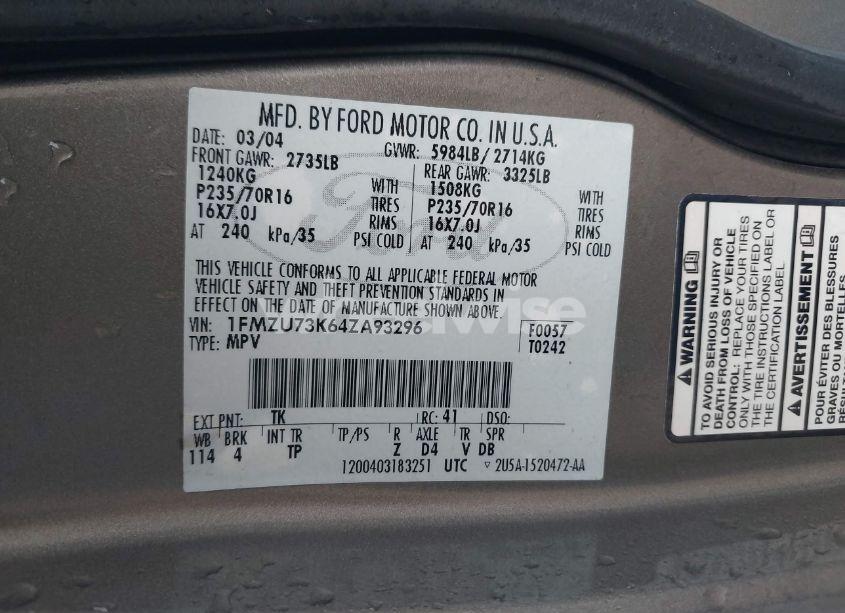 MFD. BY FORD MOTOR CO. IN U.S.A.
DATE: 03/04 GVWR: 5984LB/ 2714KG
FRONT GAWR: 2735LB REAR GAWR: 3325LB
1240KG WITH 1508KG WITH
P235/70R16 TIRES P235/70R16 TIRES
16X7.0J RIMS 16X7.0J RIMS
AT 240 kPa/35 PSI COLD AT 240 kPa/35 PSI COLD
Ford
THIS VEHICLE CONFORMS TO ALL APPLICABLE FEDERAL MOTOR
VEHICLE SAFETY AND THEFT PREVENTION STANDARDS IN
EFFECT ON THE DATE OF MANUFACTURE SHOWN ABOVE.
VIN: 1FMZU73K64ZA93296 F0057
TYPE: MPV T0242
EXT PNT: TK RC: 41 DSO:
WB BRK INT TR TP/PS R AXLE TR SPR
114 4 TP Z D4 V DB
1200403183251 UTC ▽ 2U5A-1520472-AA
WARNING
TO AVOID SERIOUS INJURY OR
DEATH FROM LOSS OF VEHICLE
CONTROL: REPLACE YOUR TIRES
ONLY WITH THOSE SPECIFIED ON
THE TIRE INSTRUCTIONS LABEL OR
THE CERTIFICATION LABEL
AVERTISSEMENT
POUR ÉVITER DES BLESSURES
GRAVES OU MORTELLES